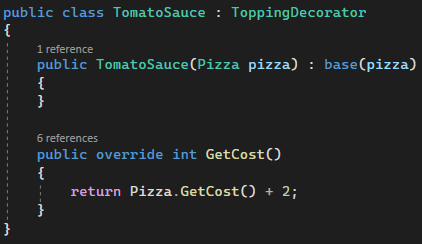 public class TomatoSauce : ToppingDecorator
{
1 reference
public TomatoSauce(Pizza pizza) : base(pizza)
{
}
6 references
public override int GetCost()
{
return Pizza.GetCost() + 2;
}
}